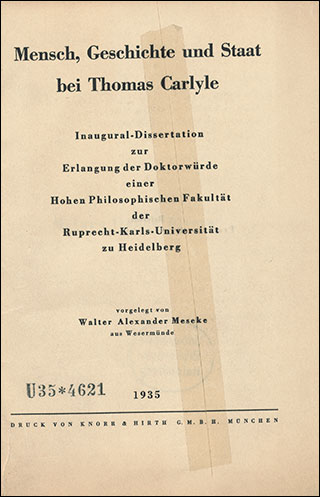 Mensch, Geschichte und Staat
bei Thomas Carlyle
Inaugural-Dissertation
zur
Erlangung der Doktorwürde
einer
Hohen Philosophischen Fakultät
der
Ruprecht-Karls-Universität
zu Heidelberg
vorgelegt von
Walter Alexander Meseke
aus Wesermünde
U35*4621
1935
DRUCK VON KNORR & HIRTH G.M.B.H. MÜNCHEN